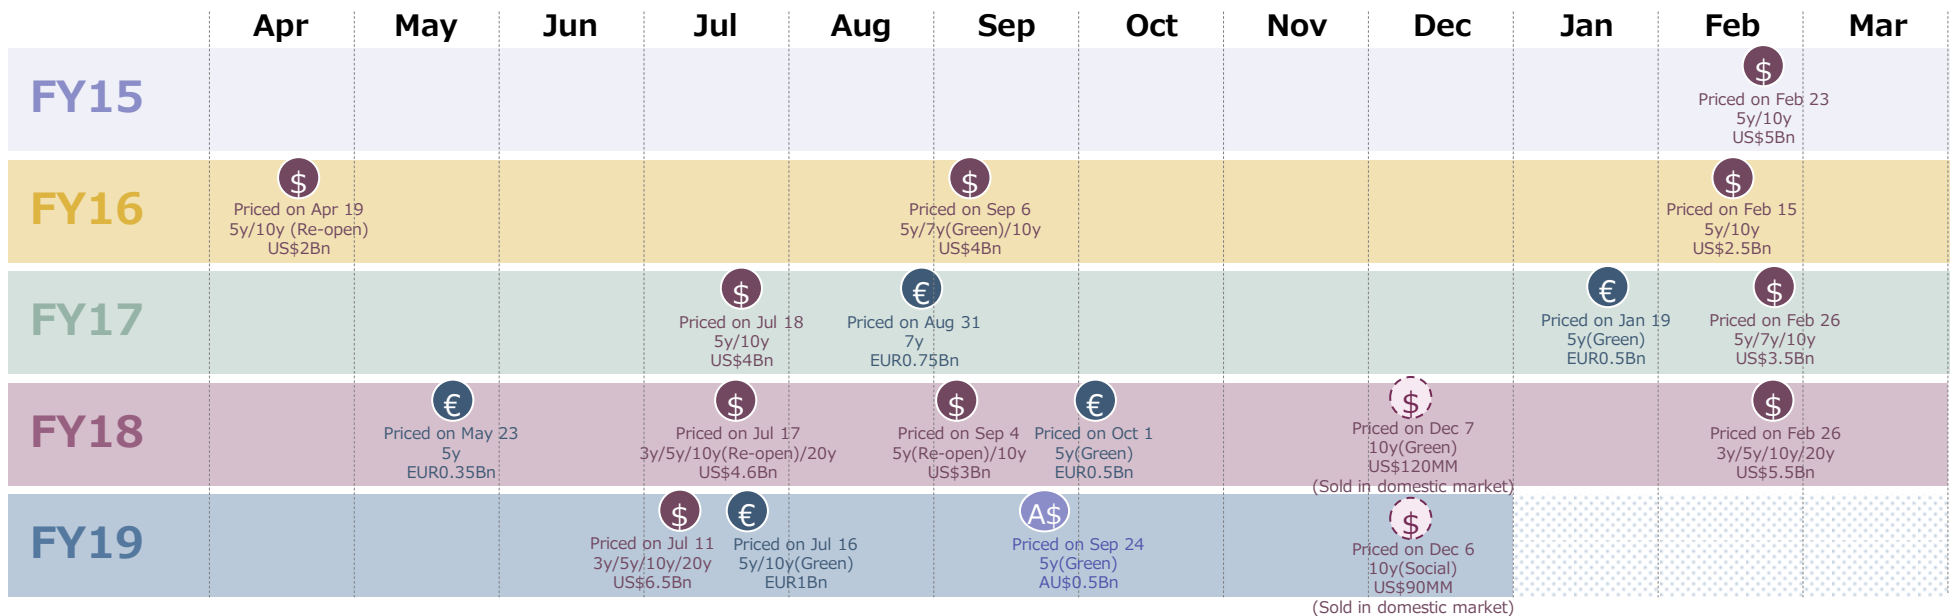 Apr May Jun Jul Aug Sep Oct Nov Dec Jan Feb Mar
FY15
$
Priced on Feb 23
5y/10y
US$5Bn
FY16
$
Priced on Apr 19
5y/10y (Re-open)
US$2Bn
$
Priced on Sep 6
5y/7y(Green)/10y
US$4Bn
$
Priced on Feb 15
5y/10y
US$2.5Bn
FY17
$
Priced on Jul 18
5y/10y
US$4Bn
€
Priced on Aug 31
7y
EUR0.75Bn
€
Priced on Jan 19
5y(Green)
EUR0.5Bn
$
Priced on Feb 26
5y/7y/10y
US$3.5Bn
FY18
€
Priced on May 23
5y
EUR0.35Bn
$
Priced on Jul 17
3y/5y/10y(Re-open)/20y
US$4.6Bn
$
Priced on Sep 4
5y(Re-open)/10y
US$3Bn
€
Priced on Oct 1
5y(Green)
EUR0.5Bn
$
Priced on Dec 7
10y(Green)
US$120MM
(Sold in domestic market)
$
Priced on Feb 26
3y/5y/10y/20y
US$5.5Bn
FY19
$
Priced on Jul 11
3y/5y/10y/20y
US$6.5Bn
€
Priced on Jul 16
5y/10y(Green)
EUR1Bn
A$
Priced on Sep 24
5y(Green)
AU$0.5Bn
$
Priced on Dec 6
10y(Social)
US$90MM
(Sold in domestic market)